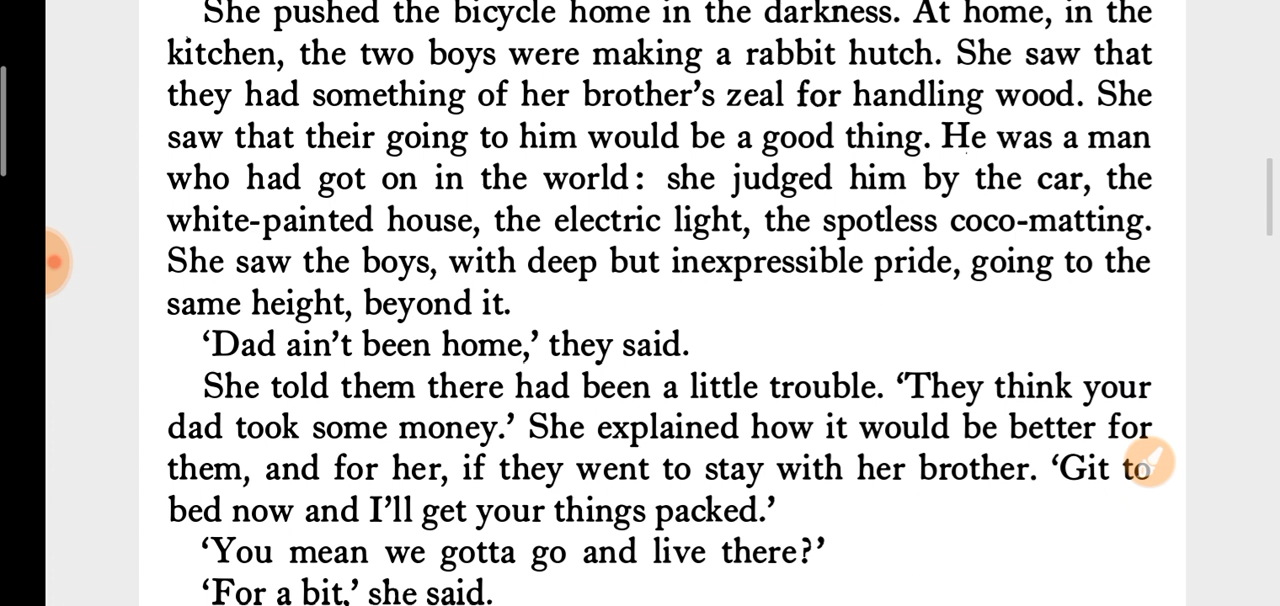 She pushed the bicycle home in the darkness. At home, in the
kitchen, the two boys were making a rabbit hutch. She saw that
they had something of her brother’s zeal for handling wood. She
saw that their going to him would be a good thing. He was a man
who had got on in the world: she judged him by the car, the
white-painted house, the electric light, the spotless coco-matting.
She saw the boys, with deep but inexpressible pride, going to the
same height, beyond it.
‘Dad ain’t been home,’ they said.
She told them there had been a little trouble. ‘They think your
dad took some money.’ She explained how it would be better for
them, and for her, if they went to stay with her brother. ‘Git to
bed now and I’ll get your things packed.’
‘You mean we gotta go and live there?’
‘For a bit,’ she said.